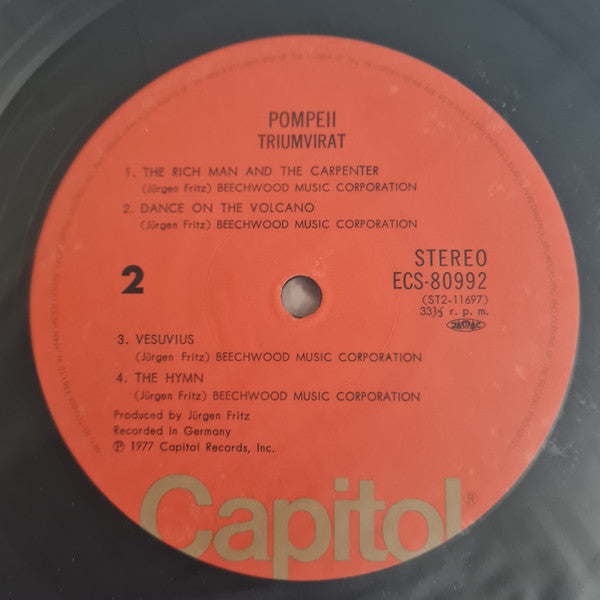 POMPEII
TRIUMVIRAT
1. THE RICH MAN AND THE CARPENTER
(Jürgen Fritz) BEECHWOOD MUSIC CORPORATION
2. DANCE ON THE VOLCANO
(Jürgen Fritz) BEECHWOOD MUSIC CORPORATION
2
STEREO
ECS-80992
(ST2-11697)
33⅓ r. p. m.
JASRAC
3. VESUVIUS
(Jürgen Fritz) BEECHWOOD MUSIC CORPORATION
4. THE HYMN
(Jürgen Fritz) BEECHWOOD MUSIC CORPORATION
Produced by Jürgen Fritz
Recorded in Germany
℗ 1977 Capitol Records, Inc.
Capitol®